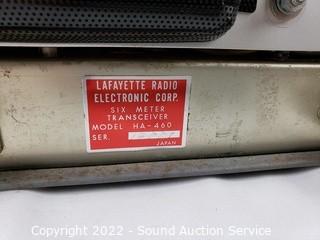 LAFAYETTE RADIO
ELECTRONIC CORP.
SIX METER
TRANSCEIVER
MODEL HA-460
SER.
JAPAN
Copyright - 2022 - Sound Auction Service